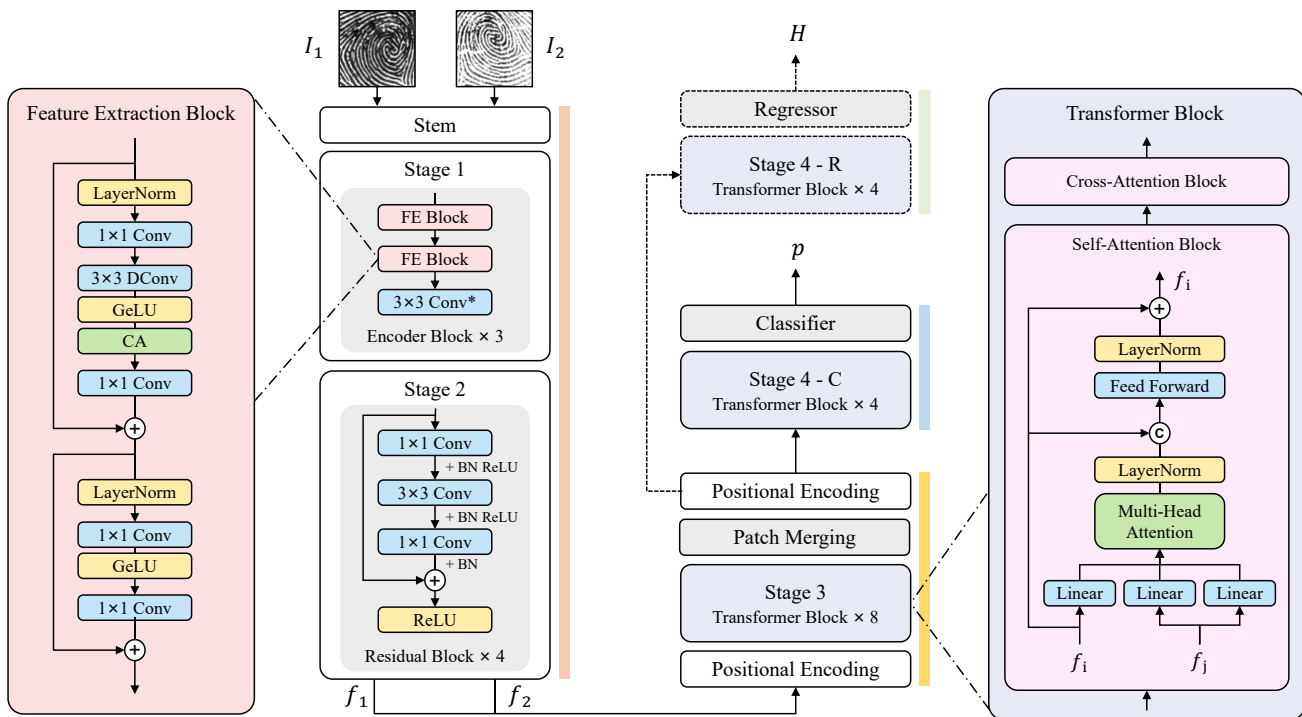 I1
I2
Feature Extraction Block
LayerNorm
1×1 Conv
3×3 DConv
GeLU
CA
1×1 Conv
+
LayerNorm
1×1 Conv
GeLU
1×1 Conv
+
Stem
Stage 1
FE Block
FE Block
3×3 Conv*
Encoder Block × 3
Stage 2
1×1 Conv
+ BN ReLU
3×3 Conv
+ BN ReLU
1×1 Conv
+ BN
+
ReLU
Residual Block × 4
f1
f2
H
Regressor
Stage 4 - R
Transformer Block × 4
p
Classifier
Stage 4 - C
Transformer Block × 4
Positional Encoding
Patch Merging
Stage 3
Transformer Block × 8
Positional Encoding
Transformer Block
Cross-Attention Block
Self-Attention Block
fi
+
LayerNorm
Feed Forward
C
LayerNorm
Multi-Head
Attention
Linear
Linear
Linear
fi
fj